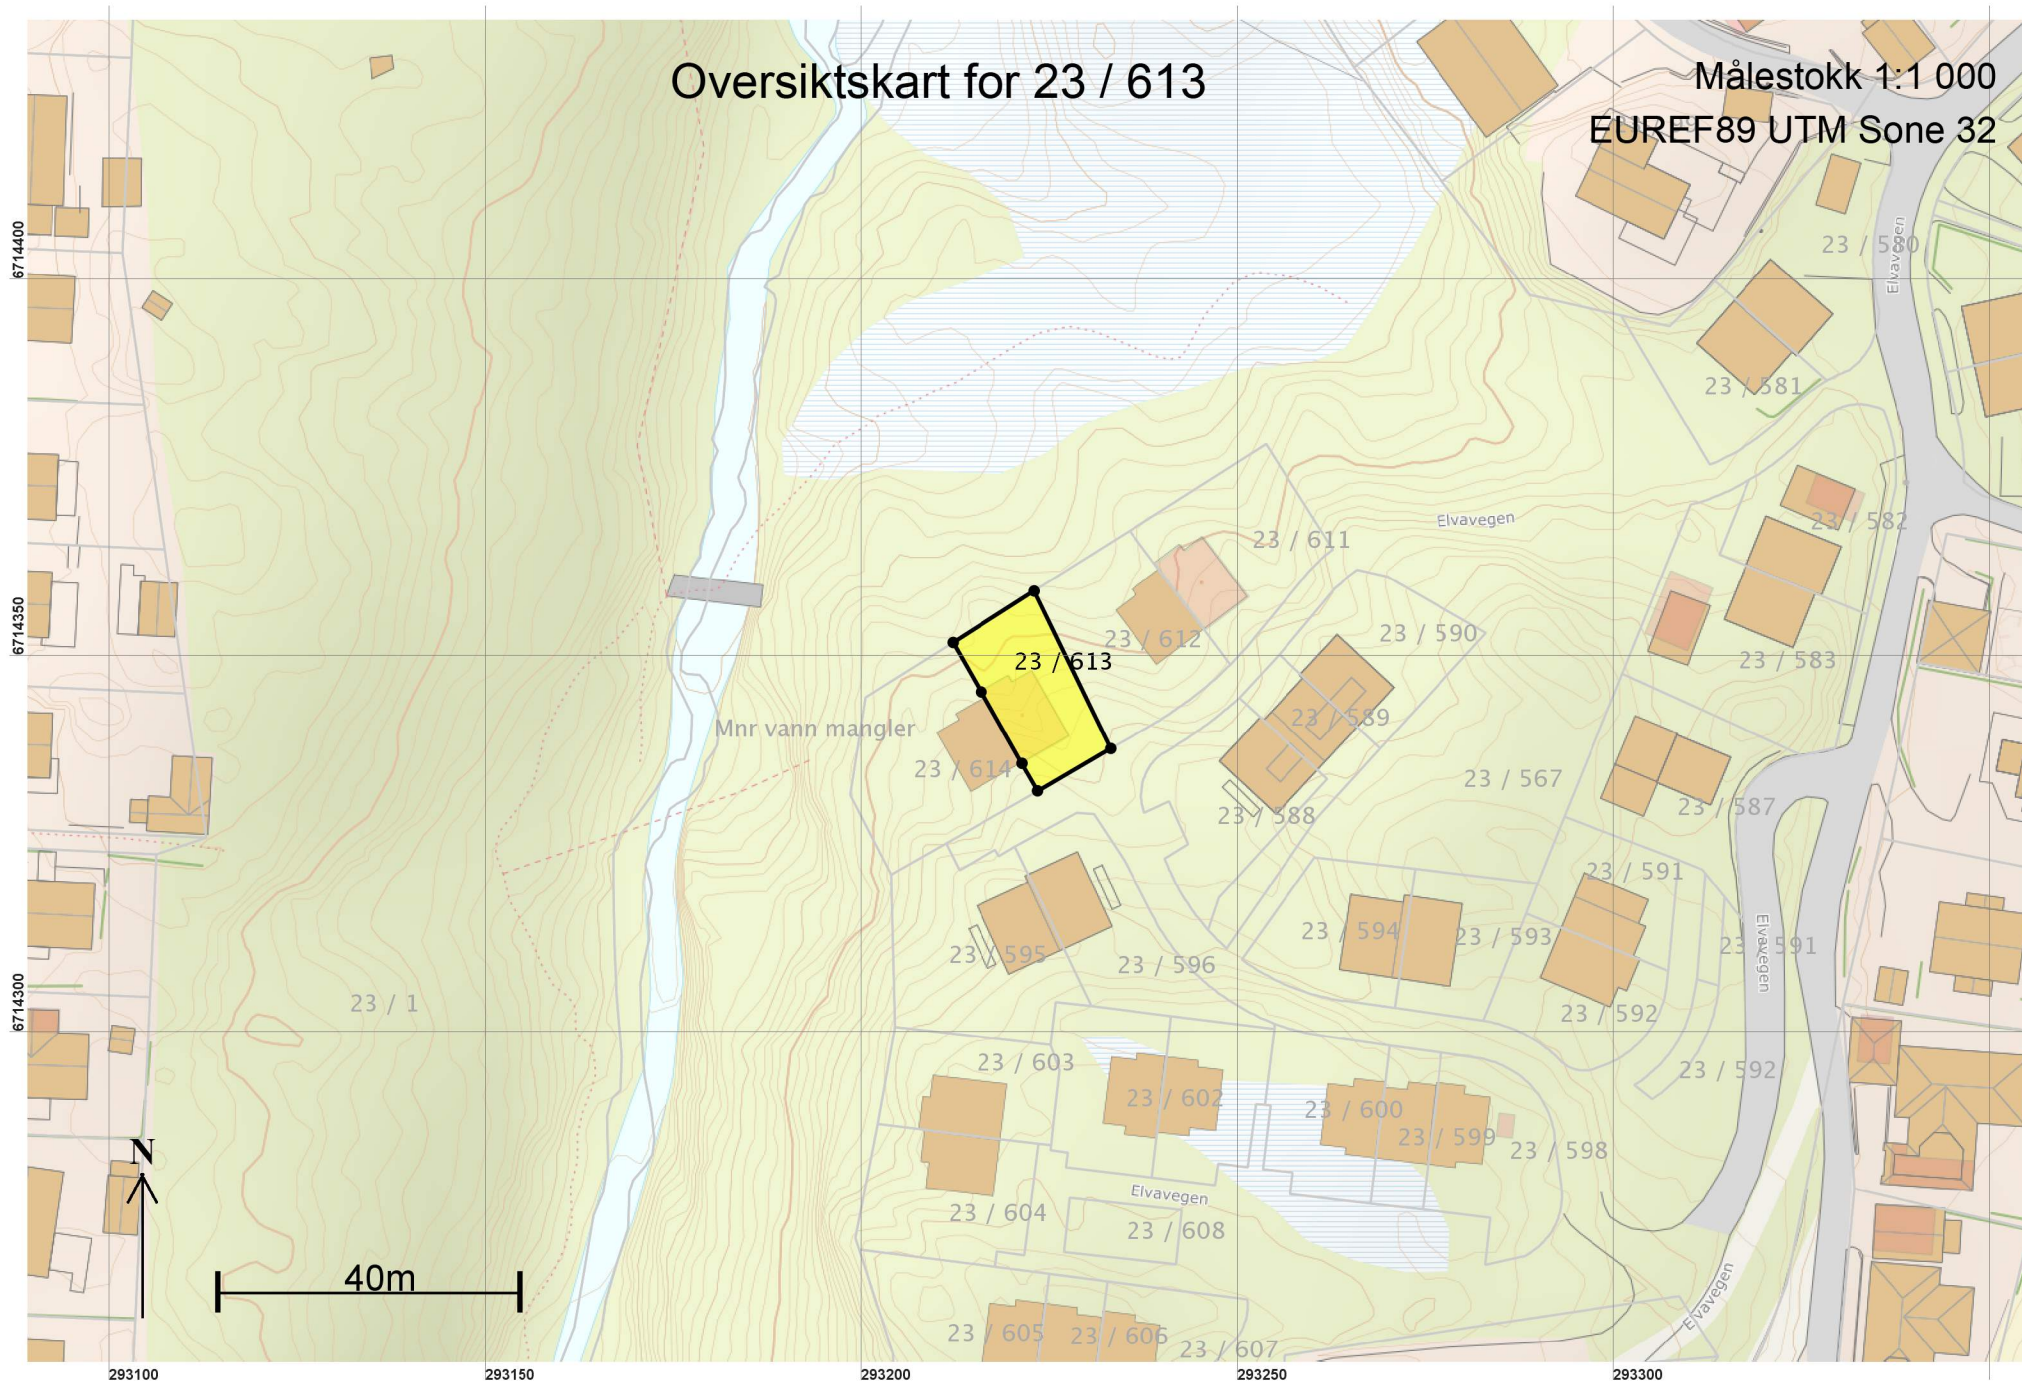 Oversiktskart for 23 / 613
Målestokk 1:1 000
EUREF89 UTM Sone 32
6714400
23 / 580
Elvavegen
23 / 581
Elvavegen
23 / 582
23 / 611
6714350
23 / 590
23 / 612
23 / 613
23 / 583
23 / 589
Mnr vann mangler
23 / 614
23 / 567
23 / 587
23 / 588
23 / 591
23 / 594
23 / 593
23 / 591
Elvavegen
23 / 595
23 / 596
6714300
23 / 1
23 / 592
23 / 603
23 / 592
23 / 602
23 / 600
23 / 599
23 / 598
N
Elvavegen
23 / 604
23 / 608
40m
Elvavegen
23 / 605
23 / 606
23 / 607
293100
293150
293200
293250
293300